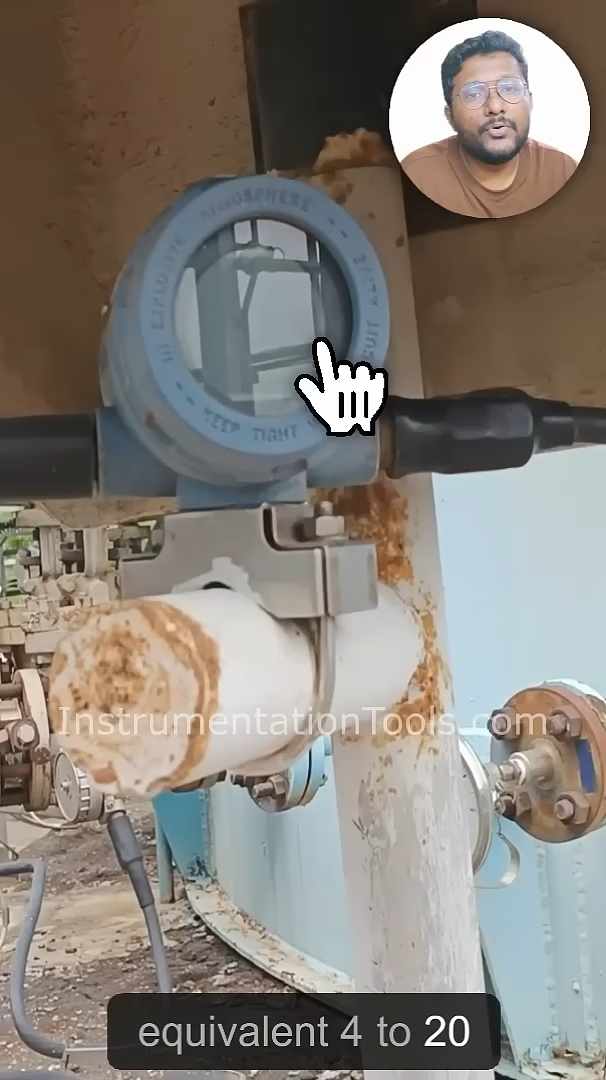 ATMOSPHERE
IN EXPLOSIVE
KEEP TIGHT
InstrumentationTools.com
equivalent 4 to 20